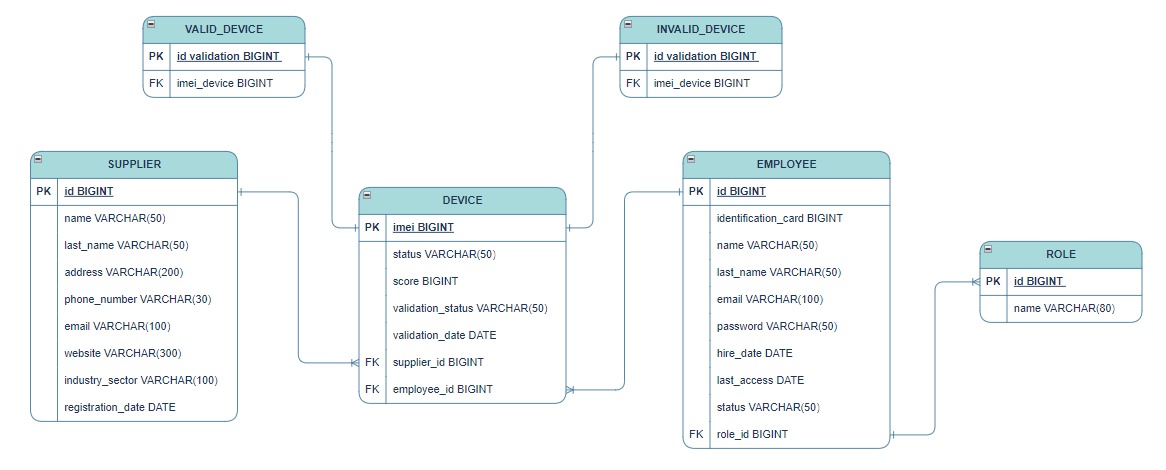 VALID_DEVICE
PK id validation BIGINT
FK imei_device BIGINT
INVALID_DEVICE
PK id validation BIGINT
FK imei_device BIGINT
SUPPLIER
PK id BIGINT
name VARCHAR(50)
last_name VARCHAR(50)
address VARCHAR(200)
phone_number VARCHAR(30)
email VARCHAR(100)
website VARCHAR(300)
industry_sector VARCHAR(100)
registration_date DATE
DEVICE
PK imei BIGINT
status VARCHAR(50)
score BIGINT
validation_status VARCHAR(50)
validation_date DATE
FK supplier_id BIGINT
FK employee_id BIGINT
EMPLOYEE
PK id BIGINT
identification_card BIGINT
name VARCHAR(50)
last_name VARCHAR(50)
email VARCHAR(100)
password VARCHAR(50)
hire_date DATE
last_access DATE
status VARCHAR(50)
FK role_id BIGINT
ROLE
PK id BIGINT
name VARCHAR(80)